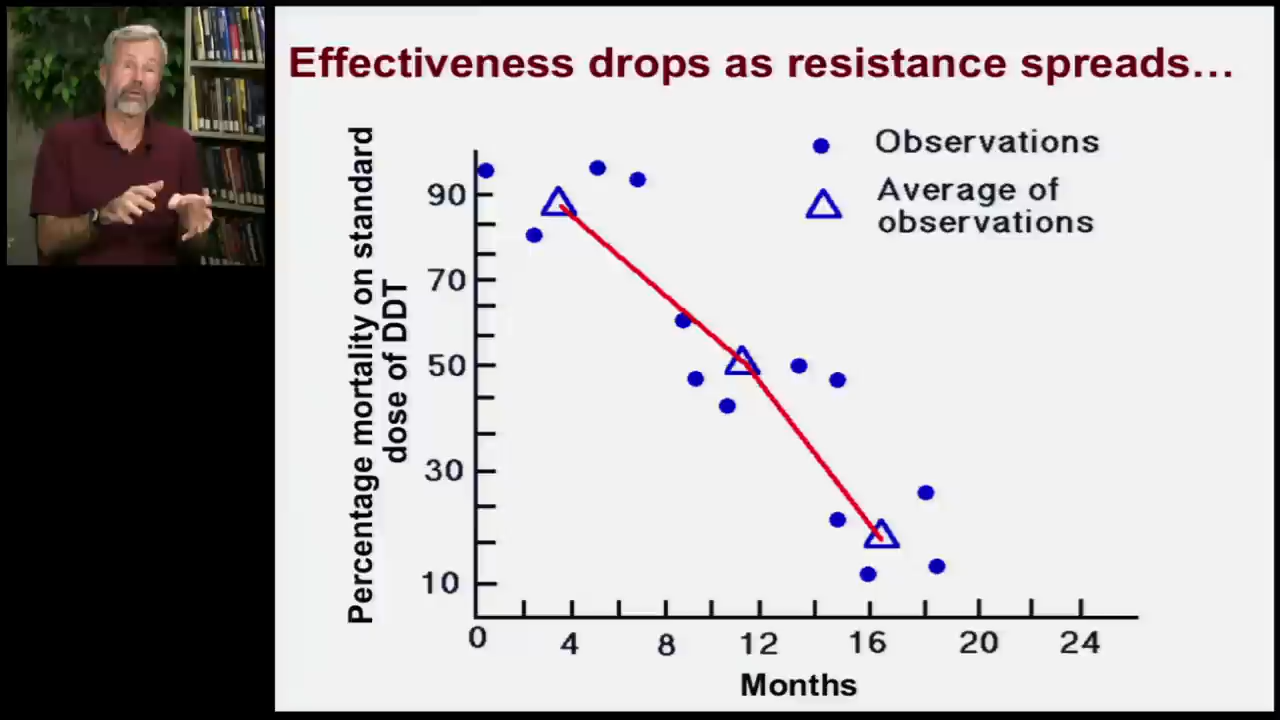 Effectiveness drops as resistance spreads…
Percentage mortality on standard
dose of DDT
Observations
Average of
observations
90
70
50
30
10
0 4 8 12 16 20 24
Months